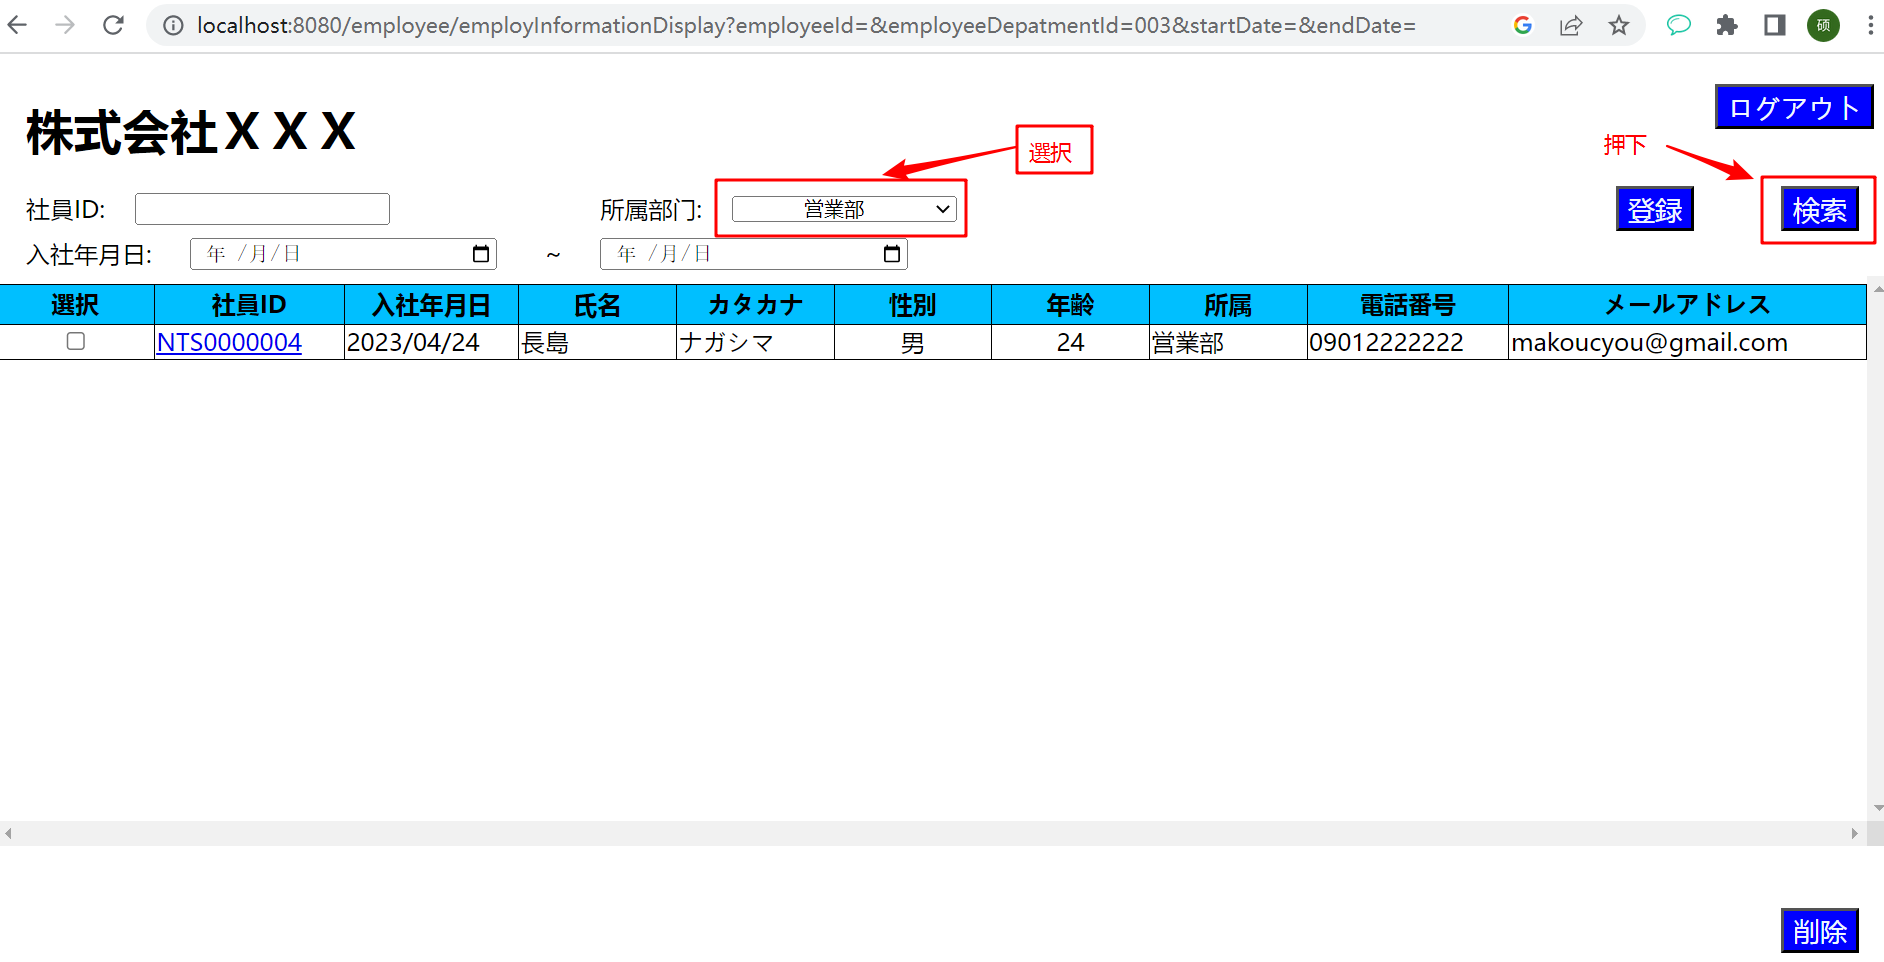 localhost:8080/employee/employInformationDisplay?employeeId=&employeeDepatmentId=003&startDate=&endDate=
硕
ログアウト
株式会社ＸＸＸ
選択
押下
社員ID:
所属部门:
営業部
登録
検索
入社年月日:
年 /月/日
~
年 /月/日
選択 社員ID 入社年月日 氏名 カタカナ 性別 年齢 所属 電話番号 メールアドレス
NTS0000004 2023/04/24 長島 ナガシマ 男 24 営業部 09012222222 makoucyou@gmail.com
削除